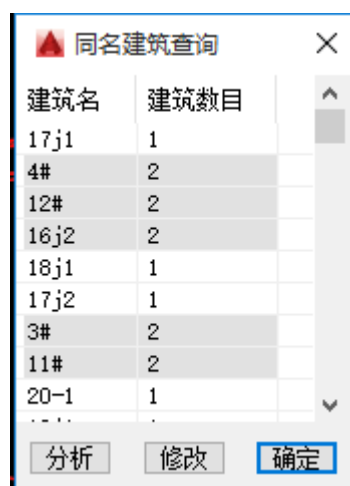 同名建筑查询
建筑名 建筑数目
17j1 1
4# 2
12# 2
16j2 2
18j1 1
17j2 1
3# 2
11# 2
20-1 1
分析 修改 确定